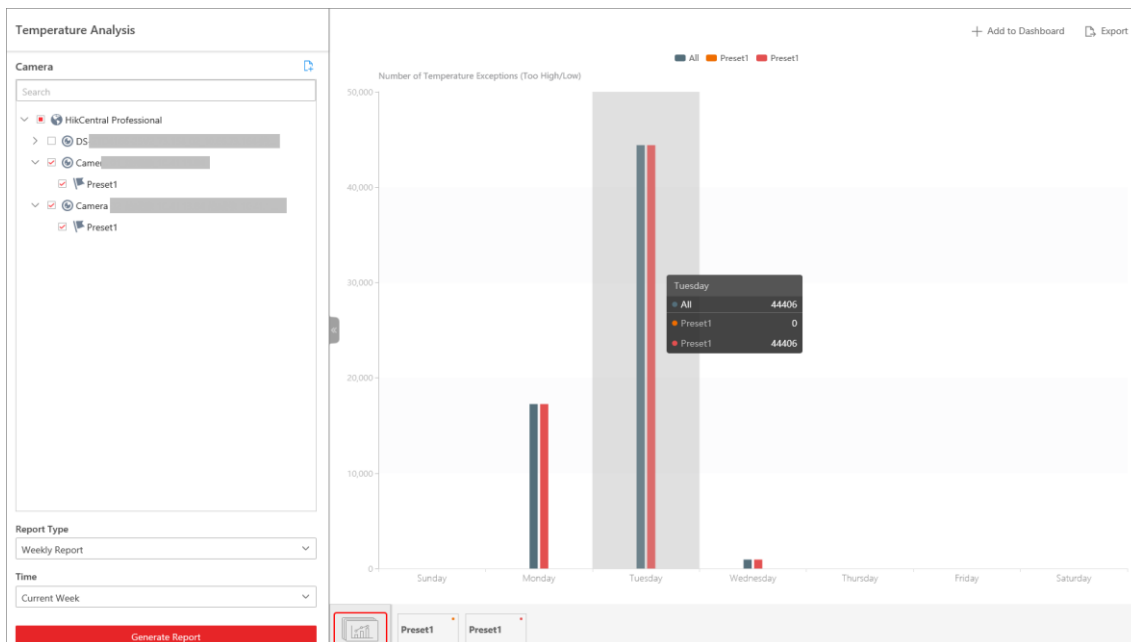 Temperature Analysis
Camera
Search
HikCentral Professional
DS-
Came
Preset1
Camera
Preset1
Report Type
Weekly Report
Time
Current Week
Generate Report
Add to Dashboard
Export
All Preset1 Preset1
Number of Temperature Exceptions (Too High/Low)
50,000
40,000
30,000
20,000
10,000
0
Tuesday
All 44406
Preset1 0
Preset1 44406
Sunday Monday Tuesday Wednesday Thursday Friday Saturday
Preset1 Preset1